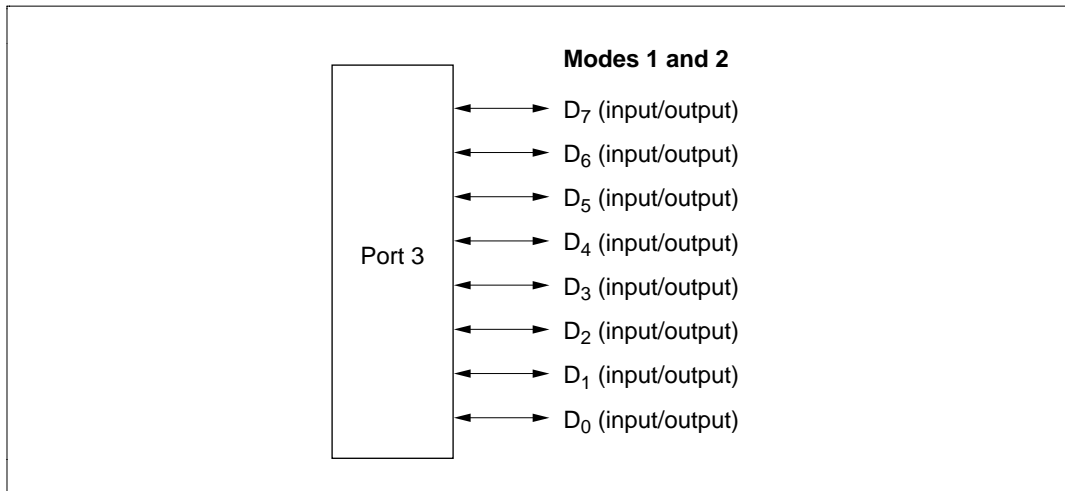 Modes 1 and 2
D7 (input/output)
D6 (input/output)
D5 (input/output)
D4 (input/output)
Port 3
D3 (input/output)
D2 (input/output)
D1 (input/output)
D0 (input/output)